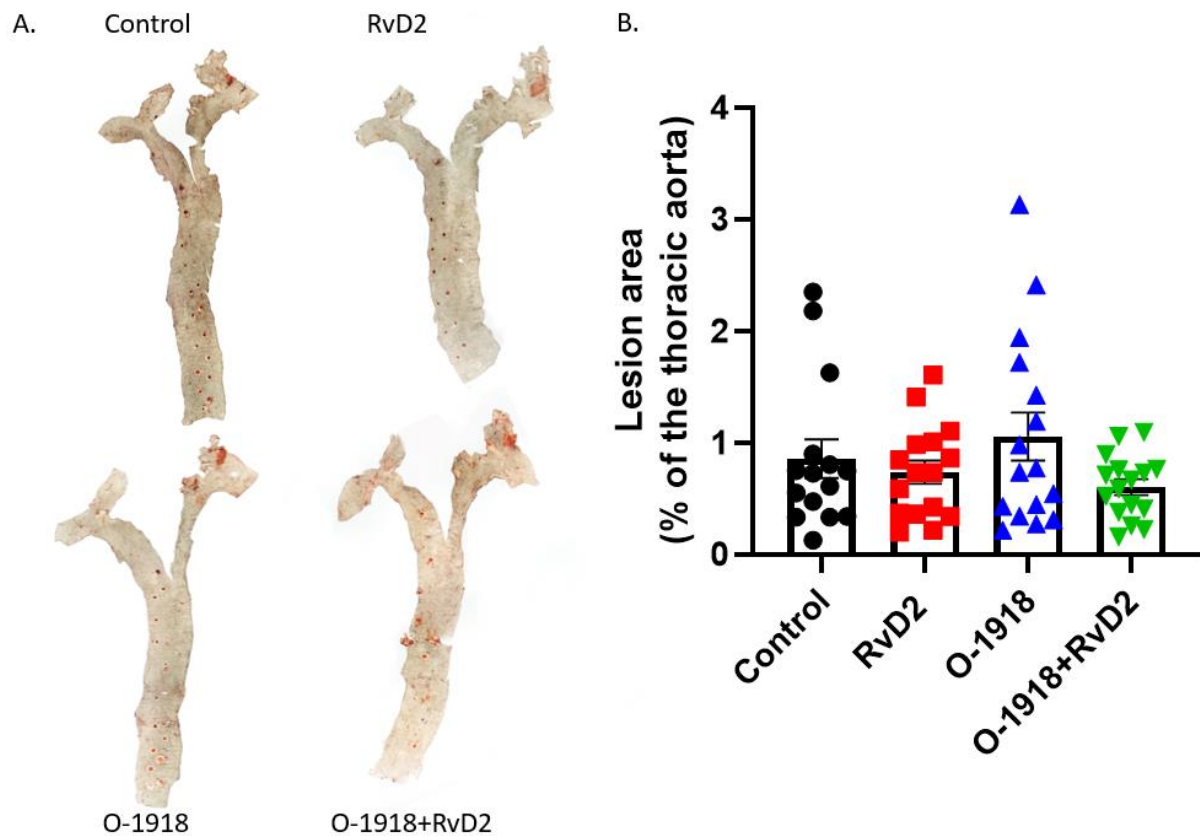 A.
Control
RvD2
O-1918
O-1918+RvD2
B.
Lesion area
(% of the thoracic aorta)
4
3
2
1
0
Control
RvD2
O-1918
O-1918+RvD2